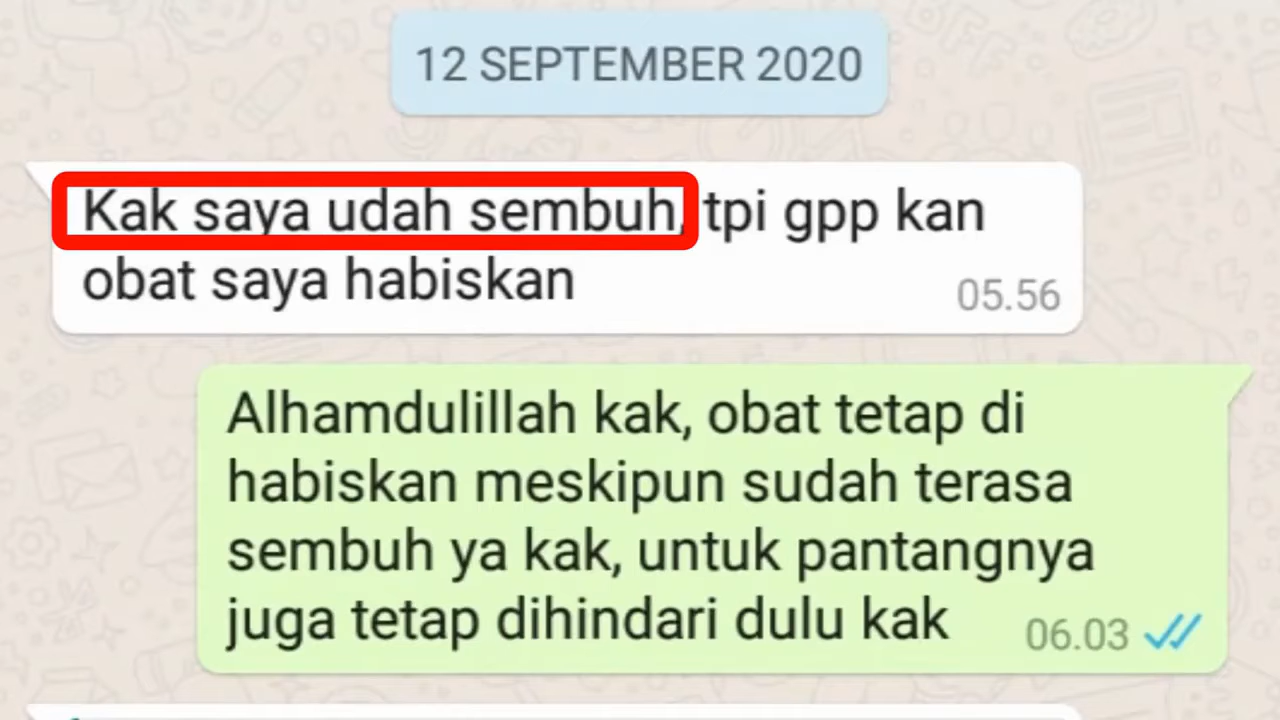 12 SEPTEMBER 2020
Kak saya udah sembuh, tpi gpp kan
obat saya habiskan
05.56
Alhamdulillah kak, obat tetap di
habiskan meskipun sudah terasa
sembuh ya kak, untuk pantangnya
juga tetap dihindari dulu kak
06.03